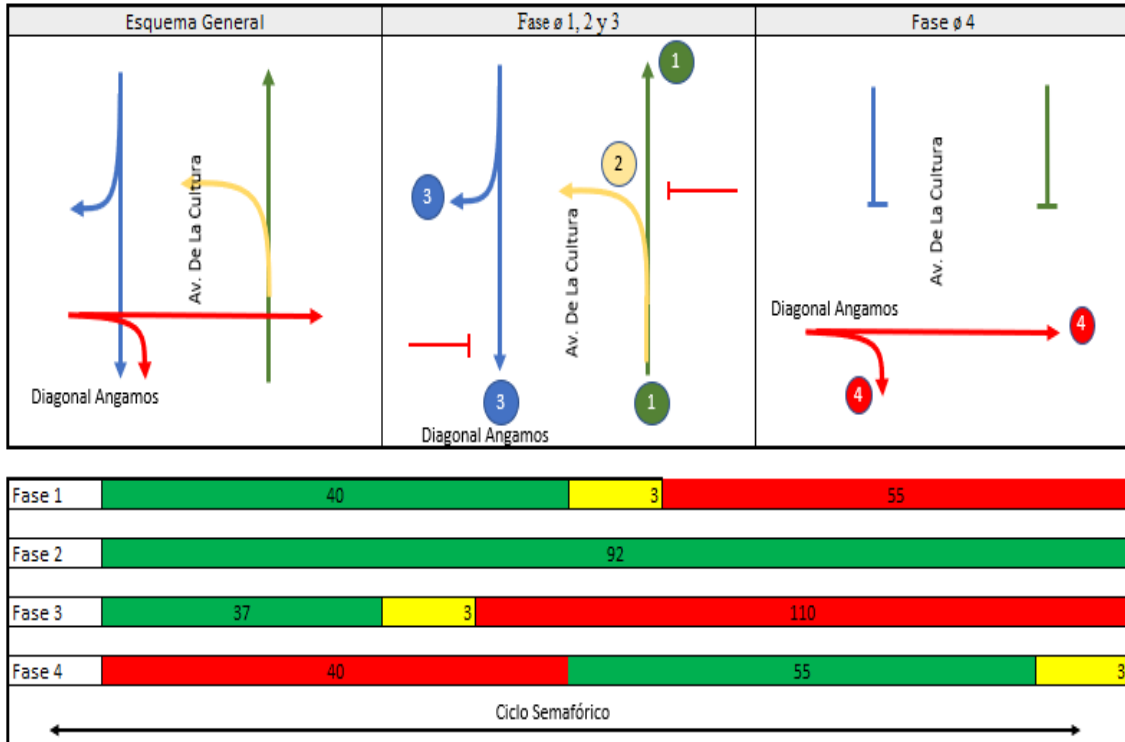 Esquema General
Fase ø 1, 2 y 3
Fase ø 4
Av. De La Cultura
Diagonal Angamos
1
2
3
3
1
Av. De La Cultura
Diagonal Angamos
Av. De La Cultura
Diagonal Angamos
4
4
Fase 1 40 3 55
Fase 2 92
Fase 3 37 3 110
Fase 4 40 55 3
Ciclo Semafórico